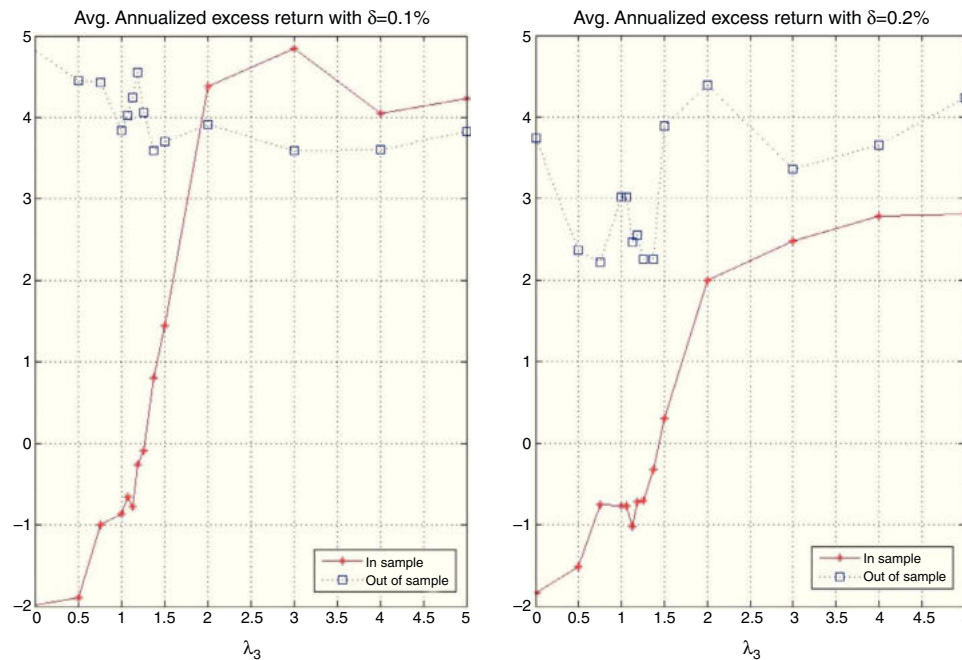 Avg. Annualized excess return with δ=0.1%
5
4
3
2
1
0
−1
−2
0 0.5 1 1.5 2 2.5 3 3.5 4 4.5 5
λ3
In sample
Out of sample
Avg. Annualized excess return with δ=0.2%
5
4
3
2
1
0
−1
−2
0 0.5 1 1.5 2 2.5 3 3.5 4 4.5
λ3
In sample
Out of sample